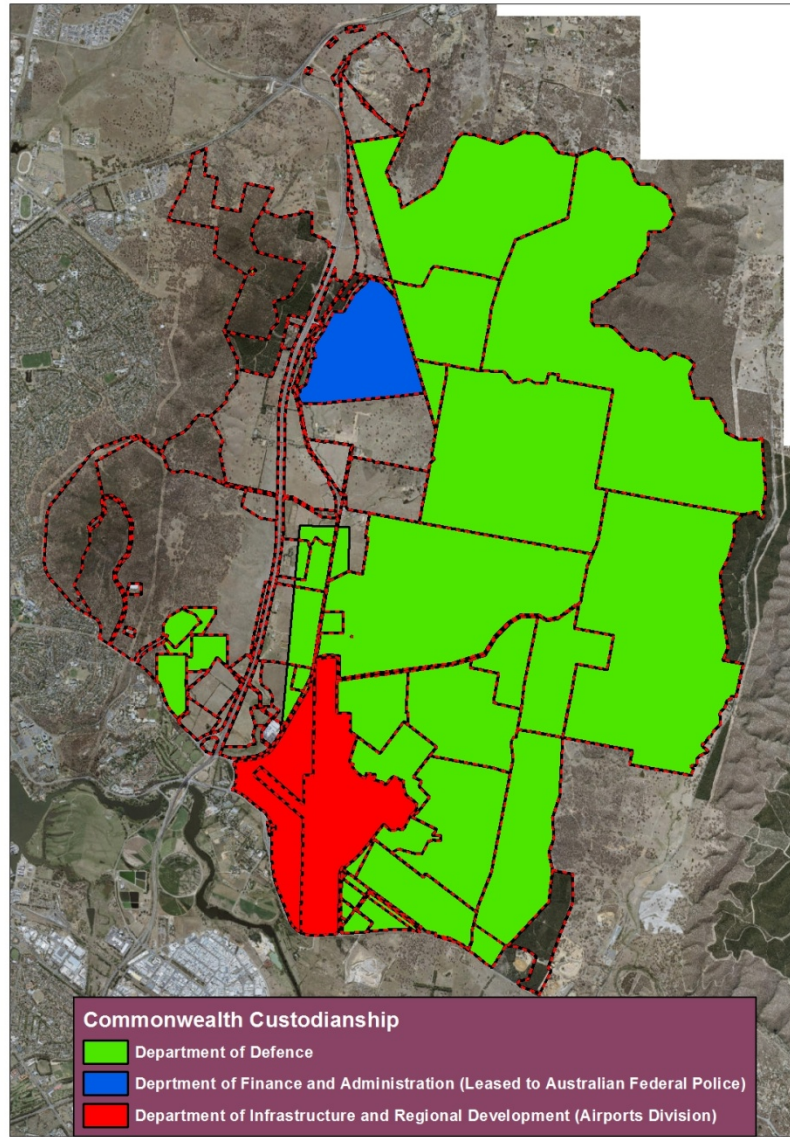 Commonwealth Custodianship
Department of Defence
Deprtment of Finance and Administration (Leased to Australian Federal Police)
Department of Infrastructure and Regional Development (Airports Division)